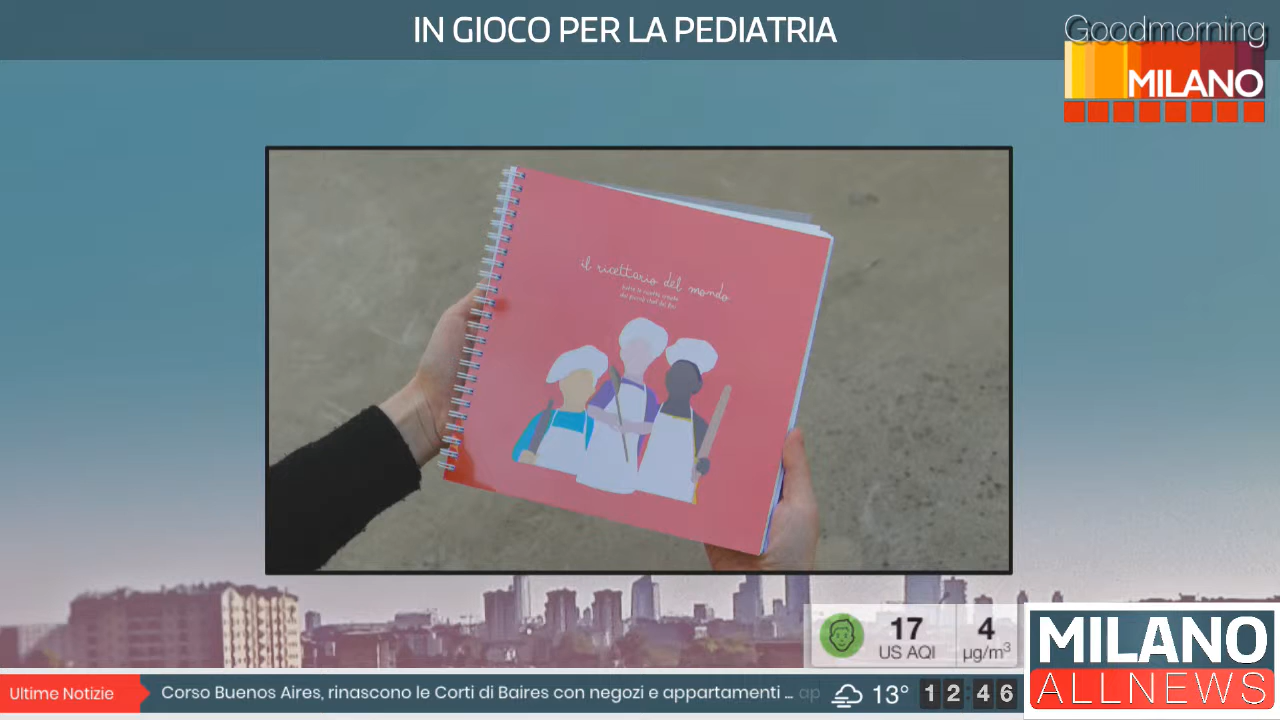 IN GIOCO PER LA PEDIATRIA
Goodmorning
MILANO
il ricettario del mondo
17
US AQI
4
µg/m³
MILANO
ALLNEWS
Ultime Notizie
Corso Buenos Aires, rinascono le Corti di Baires con negozi e appartamenti ...
13°
12:46